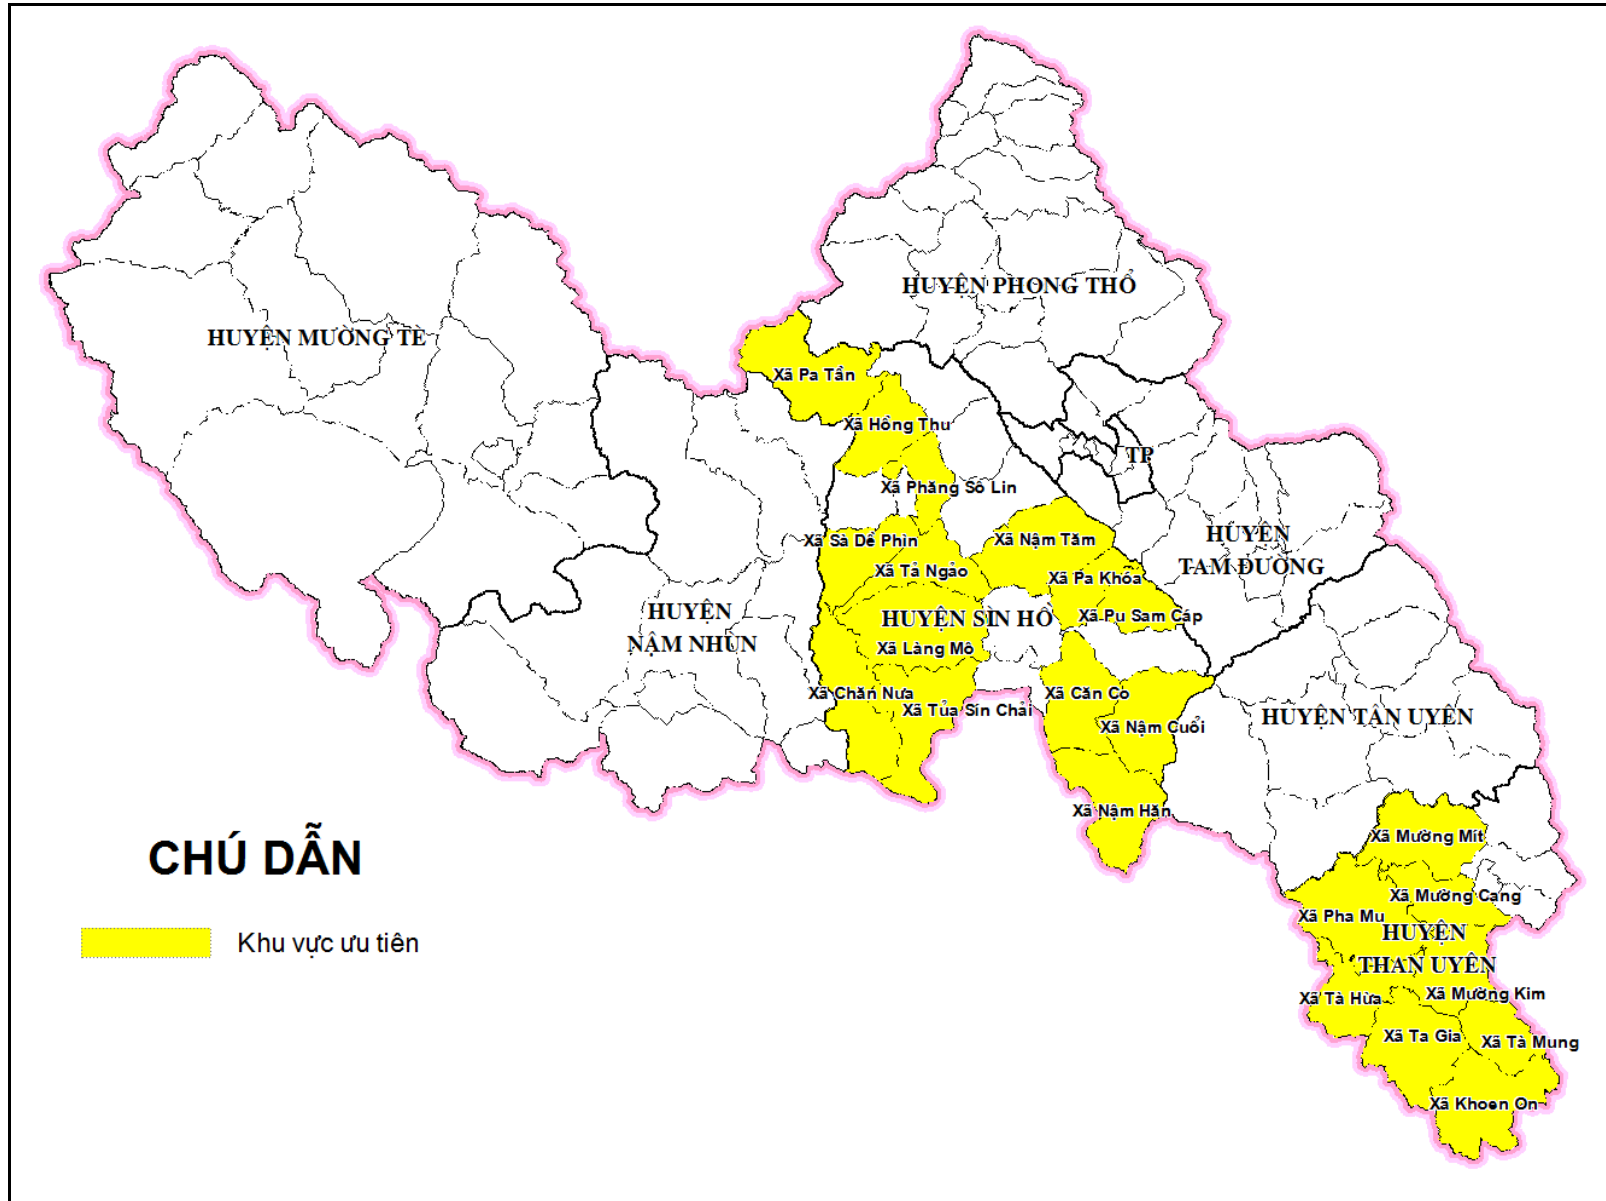 HUYỆN PHONG THỔ
HUYỆN MƯỜNG TÈ
Xã Pa Tần
Xã Hồng Thu
TP
Xã Phăng Sô Lin
Xã Sà Dề Phìn
Xã Nậm Tăm
HUYỆN
TAM ĐƯỜNG
Xã Tả Ngảo
Xã Pa Khóa
HUYỆN
NẬM NHÙN
HUYỆN SÌN HỒ
Xã Pu Sam Cáp
Xã Làng Mô
Xã Chăn Nưa
Xã Tủa Sín Chải
Xã Căn Co
Xã Nậm Cuổi
HUYỆN TÂN UYÊN
Xã Nậm Hăn
Xã Mường Mít
CHÚ DẪN
Xã Mường Cang
Xã Pha Mu
HUYỆN
THAN UYÊN
Khu vực ưu tiên
Xã Tà Hừa
Xã Mường Kim
Xã Ta Gia
Xã Tà Mung
Xã Khoen On